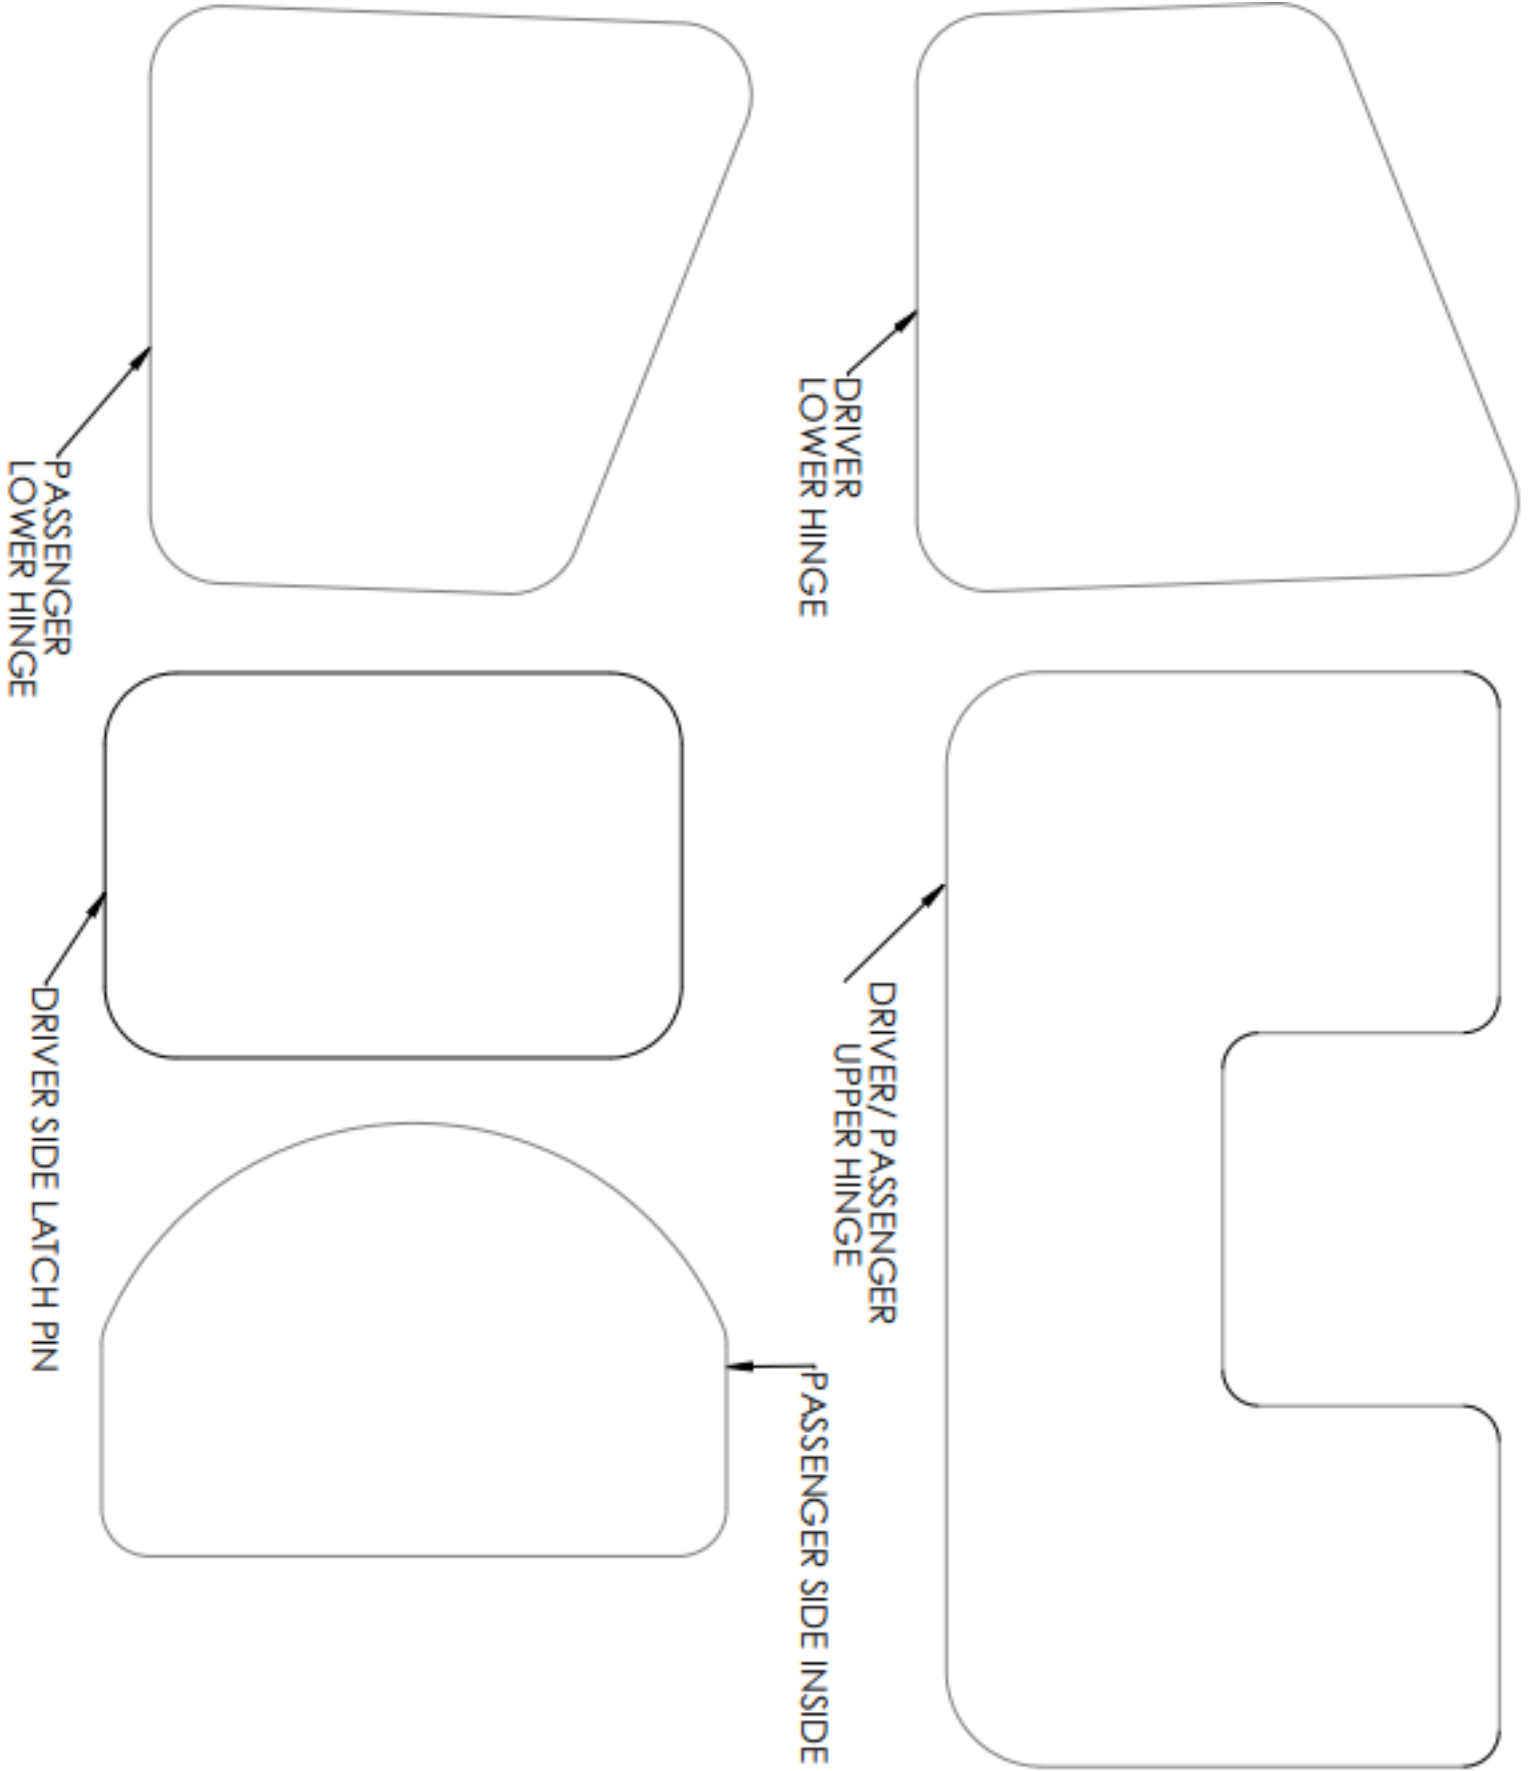 DRIVER
LOWER HINGE
DRIVER/ PASSENGER
UPPER HINGE
PASSENGER
LOWER HINGE
DRIVER SIDE LATCH PIN
PASSENGER SIDE INSIDE